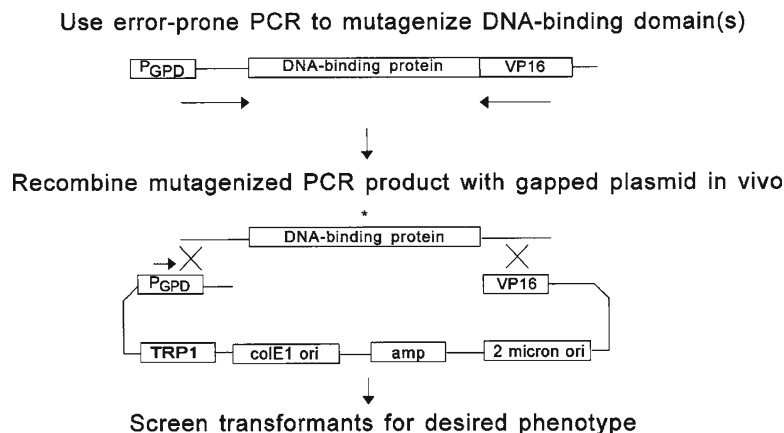 Use error-prone PCR to mutagenize DNA-binding domain(s)
PGPD DNA-binding protein VP16
Recombine mutagenized PCR product with gapped plasmid in vivo
*
DNA-binding protein
PGPD VP16
TRP1 colE1 ori amp 2 micron ori
Screen transformants for desired phenotype